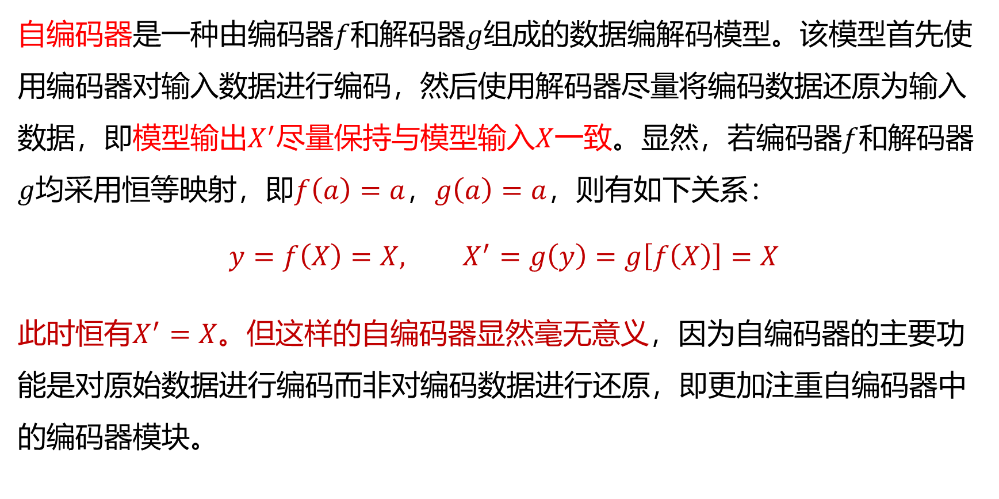 自编码器是一种由编码器f和解码器g组成的数据编解码模型。该模型首先使
用编码器对输入数据进行编码，然后使用解码器尽量将编码数据还原为输入
数据，即模型输出X′尽量保持与模型输入X一致。显然，若编码器f和解码器
g均采用恒等映射，即f(a) = a，g(a) = a，则有如下关系：
y = f(X) = X, X′ = g(y) = g[f(X)] = X
此时恒有X′ = X。但这样的自编码器显然毫无意义，因为自编码器的主要功
能是对原始数据进行编码而非对编码数据进行还原，即更加注重自编码器中
的编码器模块。